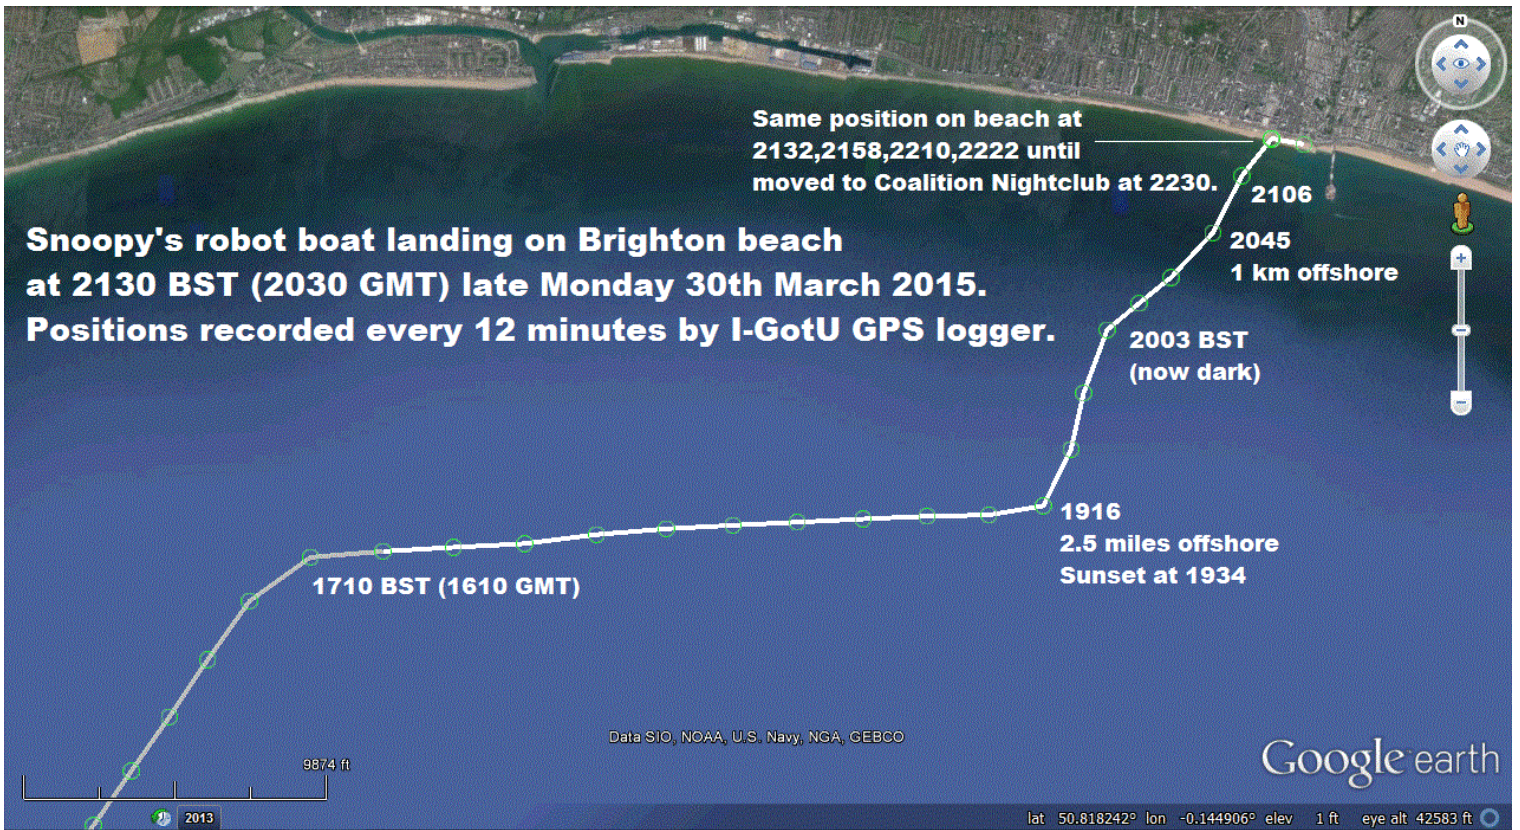 N
Same position on beach at
2132,2158,2210,2222 until
moved to Coalition Nightclub at 2230.
2106
Snoopy's robot boat landing on Brighton beach
at 2130 BST (2030 GMT) late Monday 30th March 2015.
Positions recorded every 12 minutes by I-GotU GPS logger.
2045
1 km offshore
2003 BST
(now dark)
1916
2.5 miles offshore
Sunset at 1934
1710 BST (1610 GMT)
Data SIO, NOAA, U.S. Navy, NGA, GEBCO
9874 ft
Google earth
2013
lat 50.818242° lon -0.144906° elev 1 ft eye alt 42583 ft